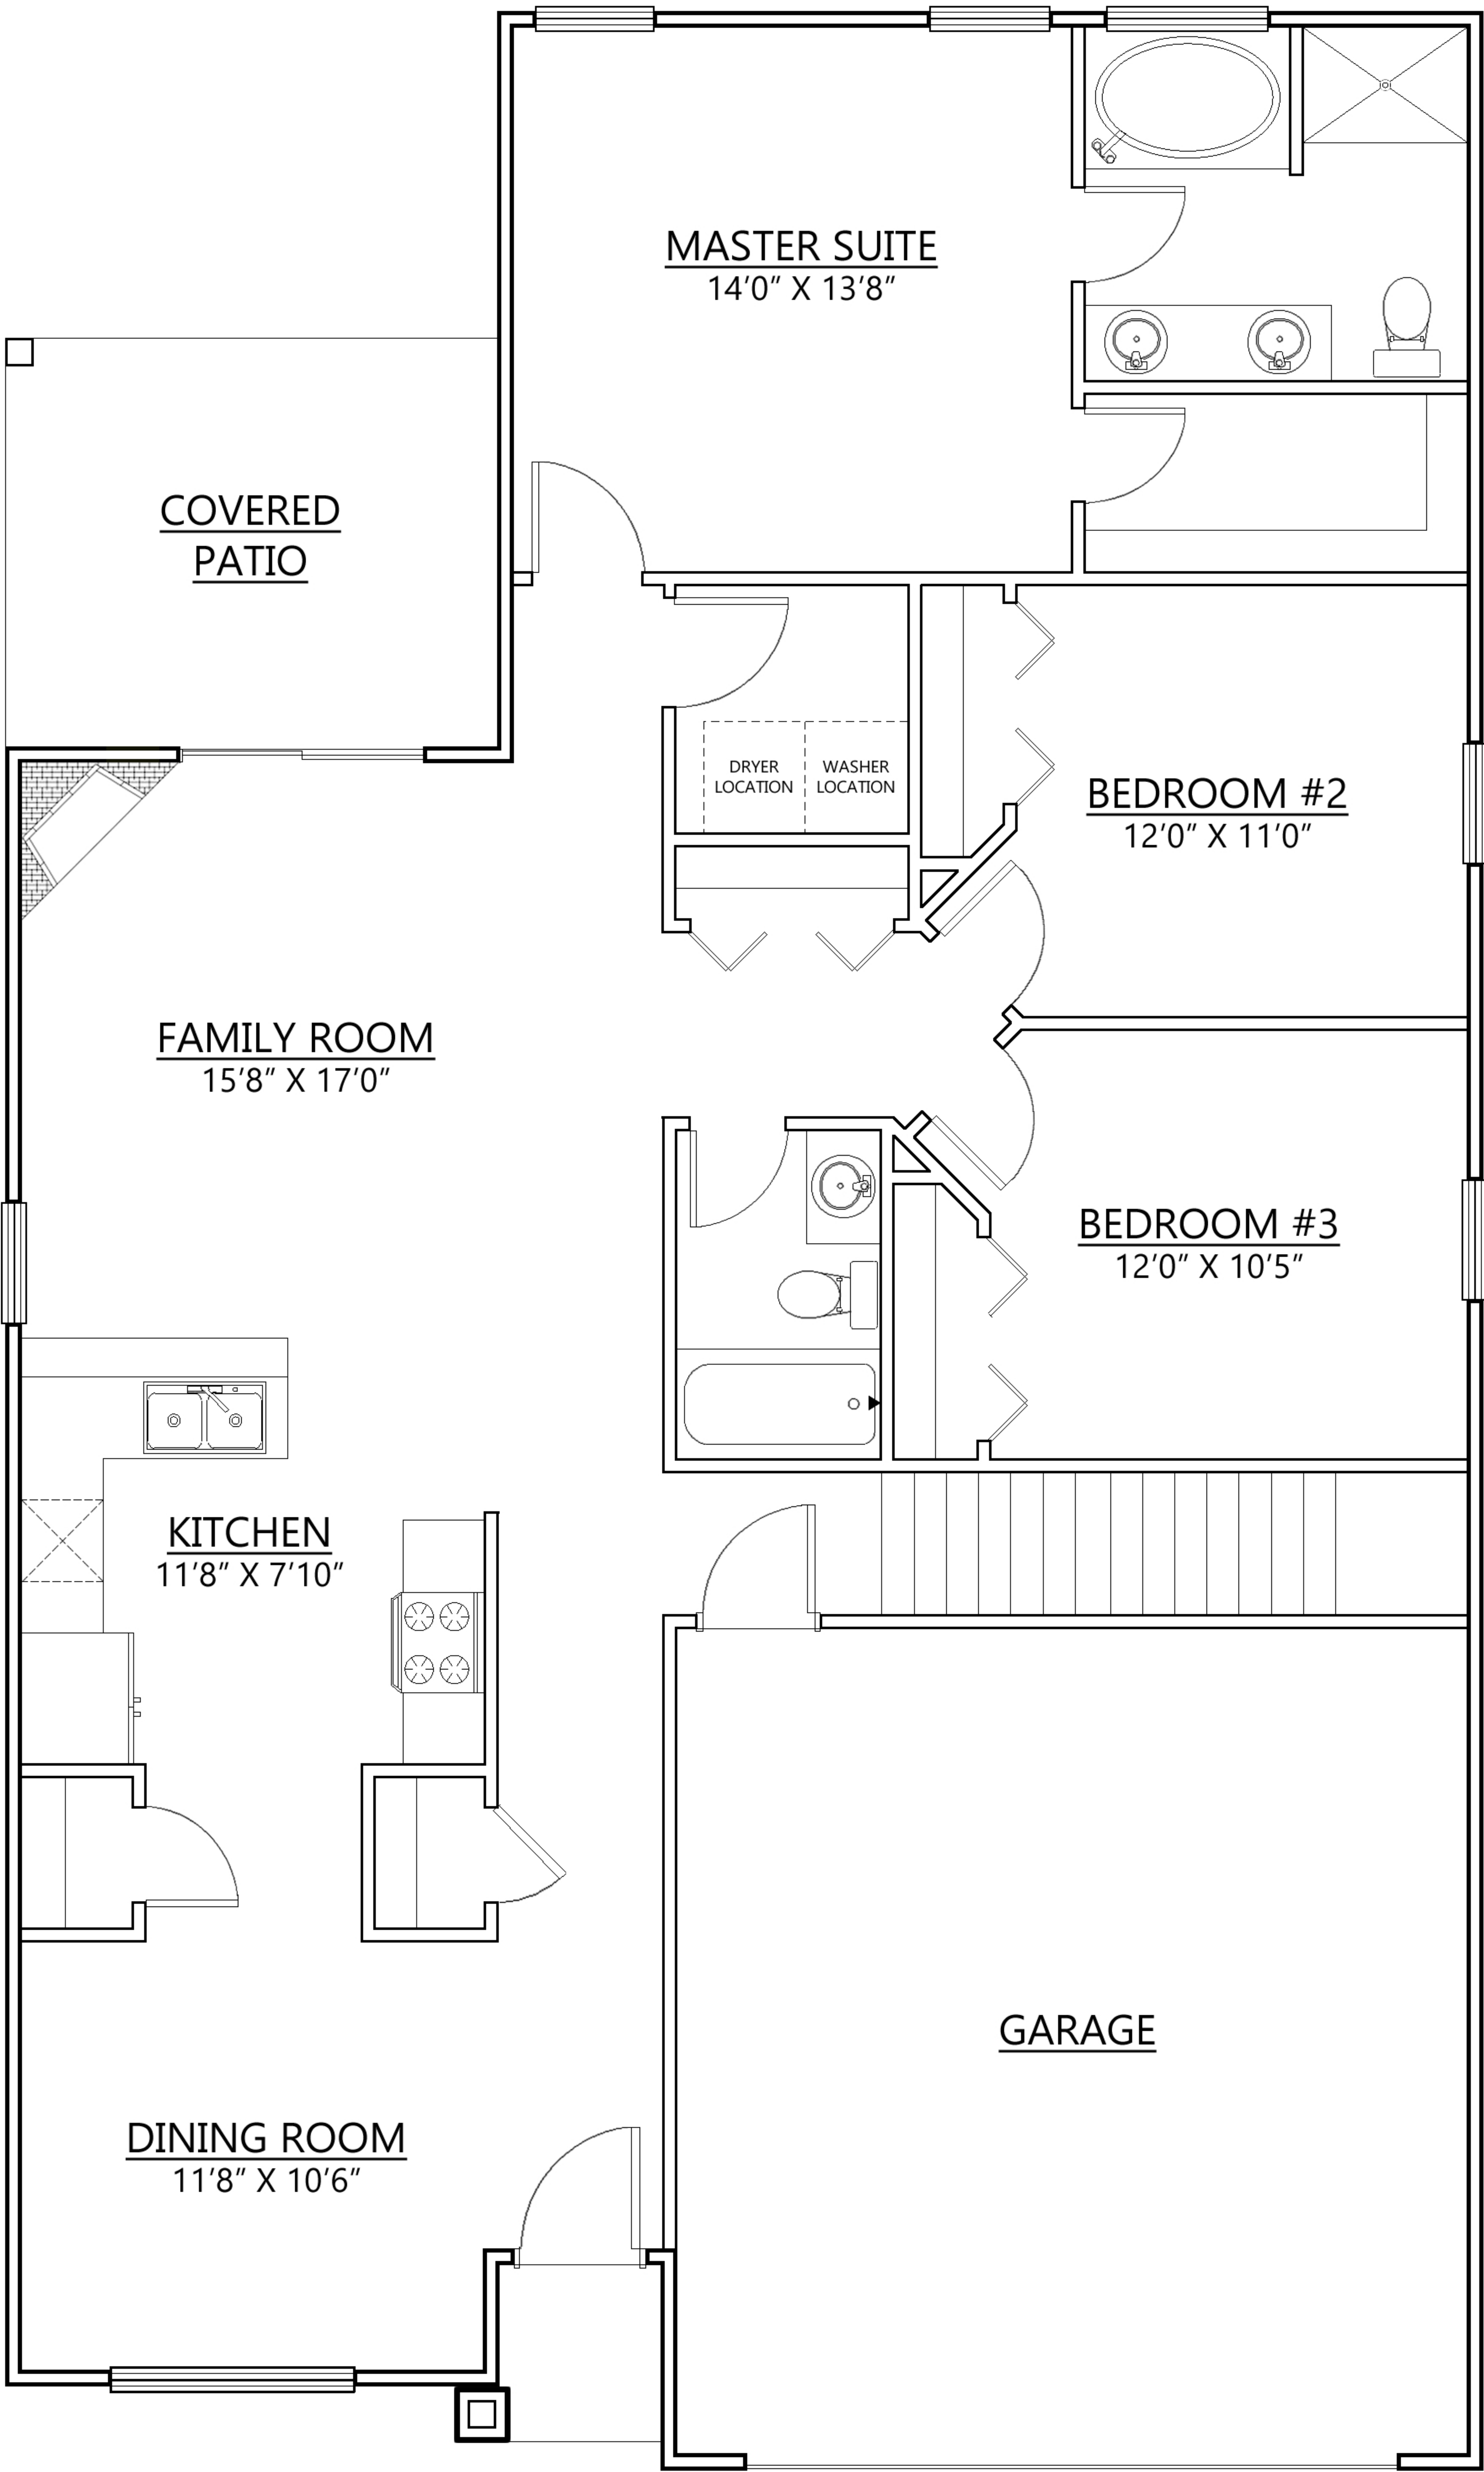 MASTER SUITE
14'0" X 13'8"
COVERED
PATIO
DRYER
LOCATION
WASHER
LOCATION
BEDROOM #2
12'0" X 11'0"
FAMILY ROOM
15'8" X 17'0"
BEDROOM #3
12'0" X 10'5"
KITCHEN
11'8" X 7'10"
GARAGE
DINING ROOM
11'8" X 10'6"